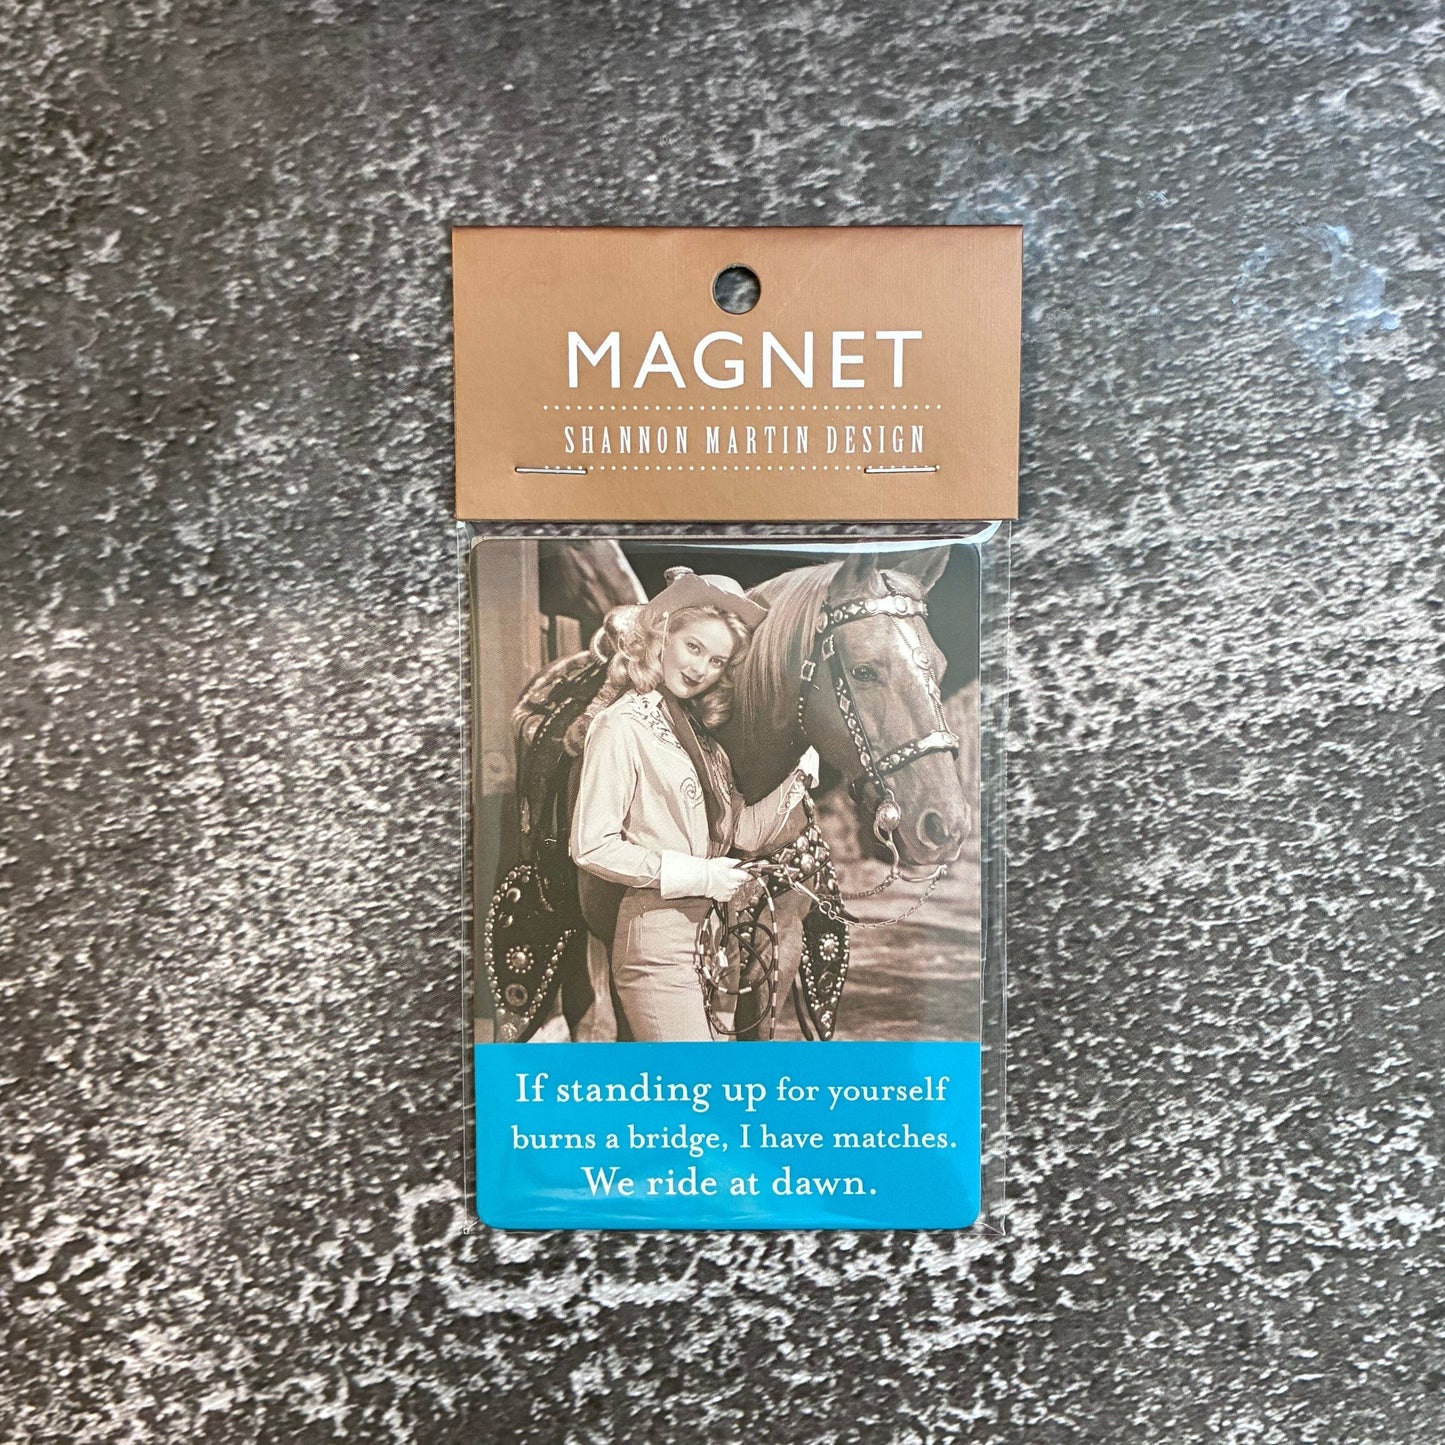 MAGNET
SHANNON MARTIN DESIGN
If standing up for yourself
burns a bridge, I have matches.
We ride at dawn.